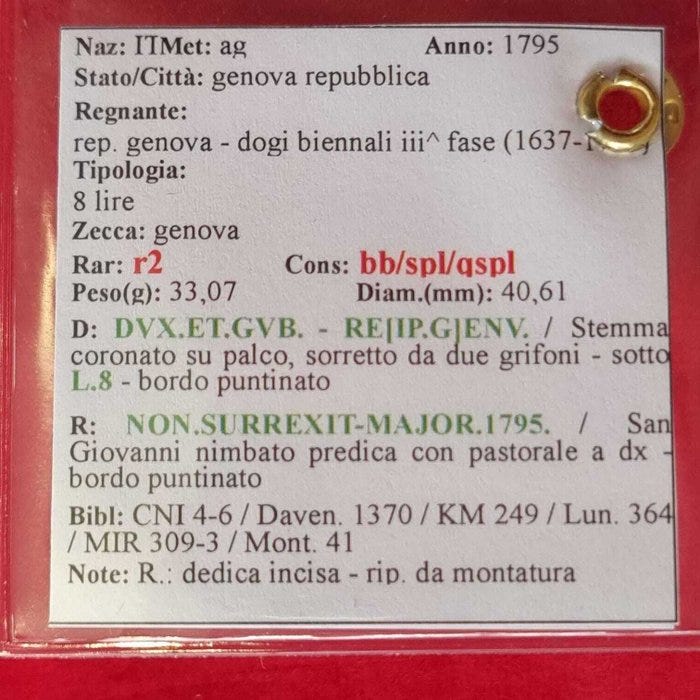 Naz: ITMet: ag Anno: 1795
Stato/Città: genova repubblica
Regnante:
rep. genova - dogi biennali iii^ fase (1637-
Tipologia:
8 lire
Zecca: genova
Rar: r2 Cons: bb/spl/qspl
Peso(g): 33,07 Diam.(mm): 40,61
D: DVX.ET.GVB. - RE[IP.G]ENV. / Stemma
coronato su palco, sorretto da due grifoni - sotto
L.8 - bordo puntinato
R: NON.SURREXIT-MAJOR.1795. / San
Giovanni nimbato predica con pastorale a dx -
bordo puntinato
Bibl: CNI 4-6 / Daven. 1370 / KM 249 / Lun. 364
/ MIR 309-3 / Mont. 41
Note: R.: dedica incisa - rip. da montatura